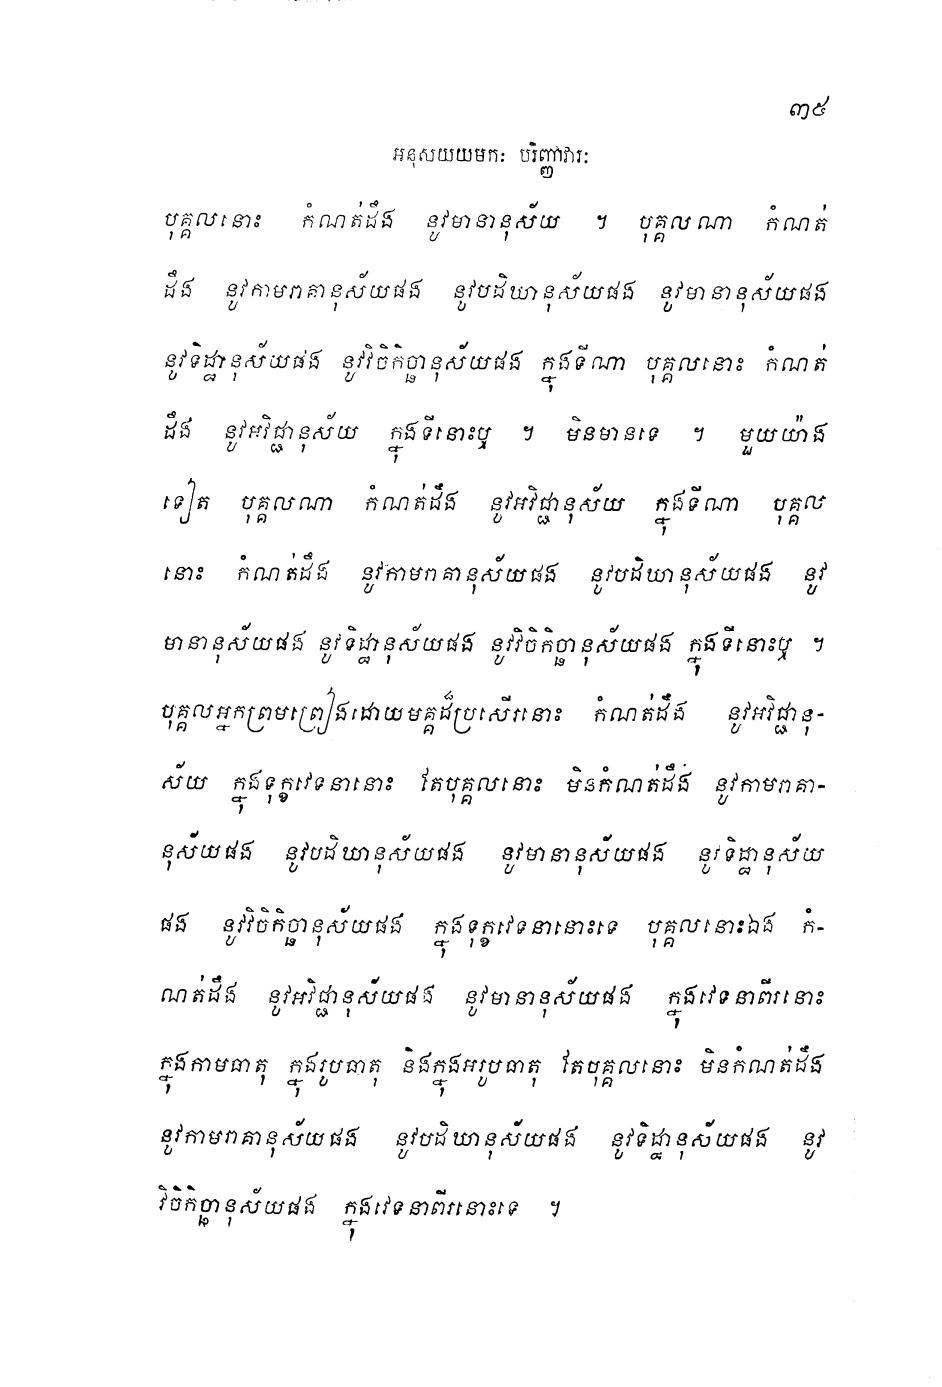 ៣៥
អនុសយយមកៈ បរិញ្ញាវារៈ
បុគ្គលនោះ កំណត់ដឹង នូវមានានុស័យ ។ បុគ្គលណា កំណត់
ដឹង នូវកាមរាគានុស័យផង នូវបដិឃានុស័យផង នូវមានានុស័យផង
នូវទិដ្ឋានុស័យផង នូវវិចិកិច្ឆានុស័យផង ក្នុងទីណា បុគ្គលនោះ កំណត់
ដឹង នូវអវិជ្ជានុស័យ ក្នុងទីនោះឬ ។ មិនមានទេ ។ មួយយ៉ាង
ទៀត បុគ្គលណា កំណត់ដឹង នូវអវិជ្ជានុស័យ ក្នុងទីណា បុគ្គល
នោះ កំណត់ដឹង នូវកាមរាគានុស័យផង នូវបដិឃានុស័យផង នូវ
មានានុស័យផង នូវទិដ្ឋានុស័យផង នូវវិចិកិច្ឆានុស័យផង ក្នុងទីនោះឬ ។
បុគ្គលអ្នកព្រមព្រៀងដោយមគ្គដ៏ប្រសើរនោះ កំណត់ដឹង នូវអវិជ្ជានុ-
ស័យ ក្នុងទុក្ខវេទនានោះ តែបុគ្គលនោះ មិនកំណត់ដឹង នូវកាមរាគា-
នុស័យផង នូវបដិឃានុស័យផង នូវមានានុស័យផង នូវទិដ្ឋានុស័យ
ផង នូវវិចិកិច្ឆានុស័យផង ក្នុងទុក្ខវេទនានោះទេ បុគ្គលនោះឯង កំ-
ណត់ដឹង នូវអវិជ្ជានុស័យផង នូវមានានុស័យផង ក្នុងវេទនាពីរនោះ
ក្នុងកាមធាតុ ក្នុងរូបធាតុ និងក្នុងអរូបធាតុ តែបុគ្គលនោះ មិនកំណត់ដឹង
នូវកាមរាគានុស័យផង នូវបដិឃានុស័យផង នូវទិដ្ឋានុស័យផង នូវ
វិចិកិច្ឆានុស័យផង ក្នុងវេទនាពីរនោះទេ ។